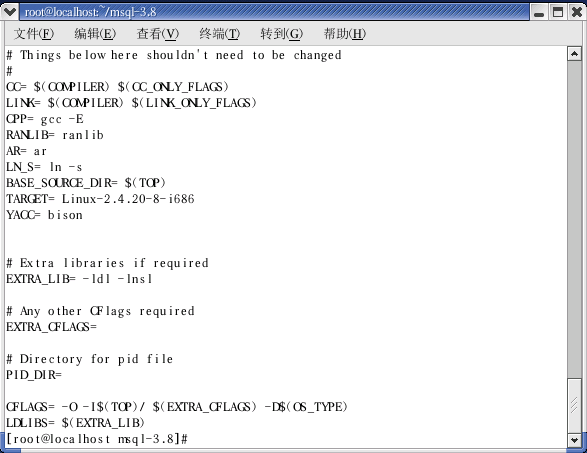 root@localhost:~/msql-3.8
文件(F) 编辑(E) 查看(V) 终端(T) 转到(G) 帮助(H)
# Things below here shouldn't need to be changed
#
CC= $(COMPILER) $(CC_ONLY_FLAGS)
LINK= $(COMPILER) $(LINK_ONLY_FLAGS)
CPP= gcc -E
RANLIB= ranlib
AR= ar
LN_S= ln -s
BASE_SOURCE_DIR= $(TOP)
TARGET= Linux-2.4.20-8-i686
YACC= bison
# Extra libraries if required
EXTRA_LIB= -ldl -lnsl
# Any other CFlags required
EXTRA_CFLAGS=
# Directory for pid file
PID_DIR=
CFLAGS= -O -I$(TOP)/ $(EXTRA_CFLAGS) -D$(OS_TYPE)
LDLIBS= $(EXTRA_LIB)
[root@localhost msql-3.8]#